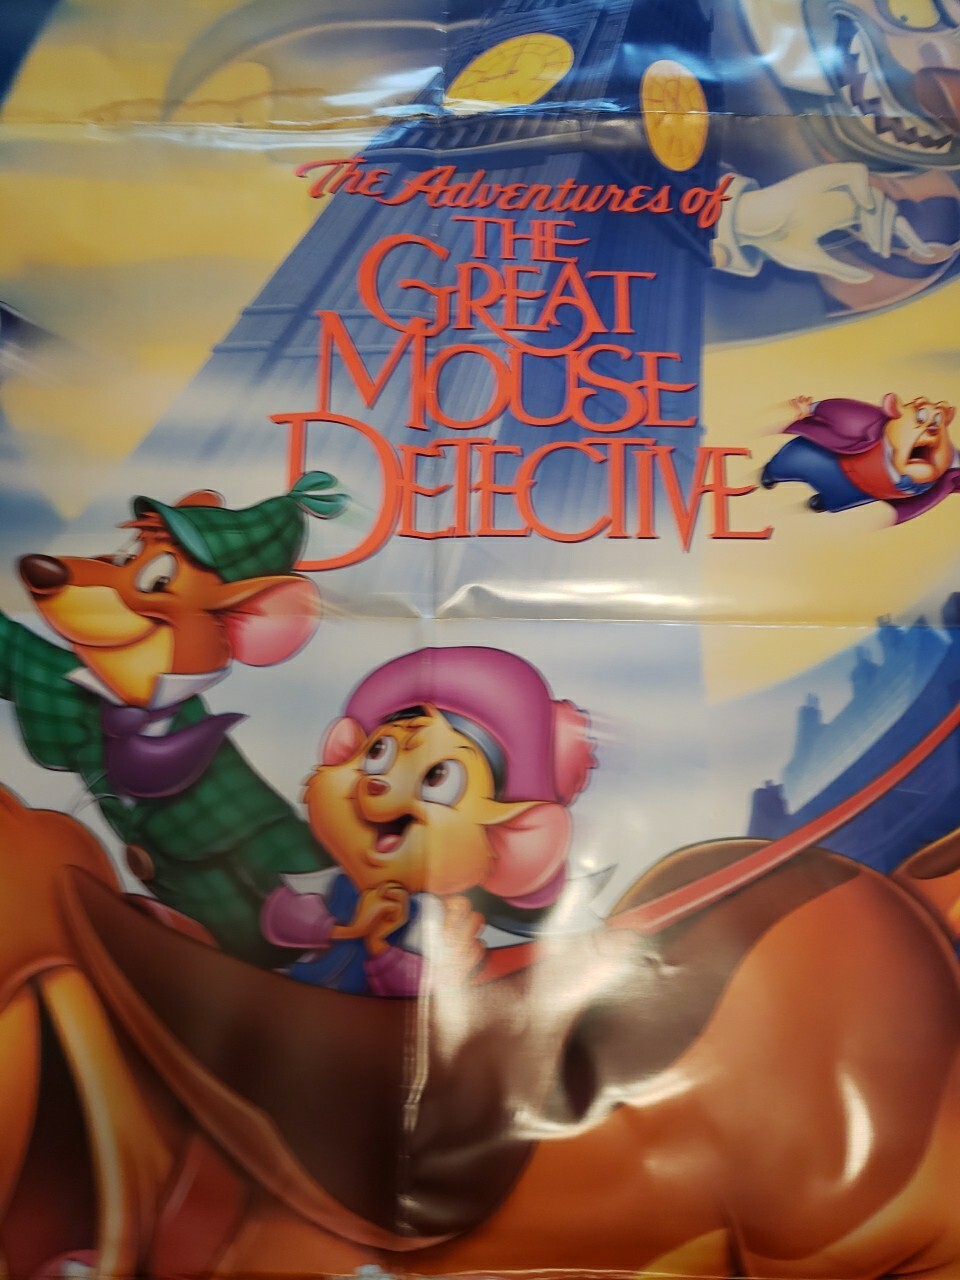 The Adventures of
THE
GREAT
MOUSE
DETECTIVE